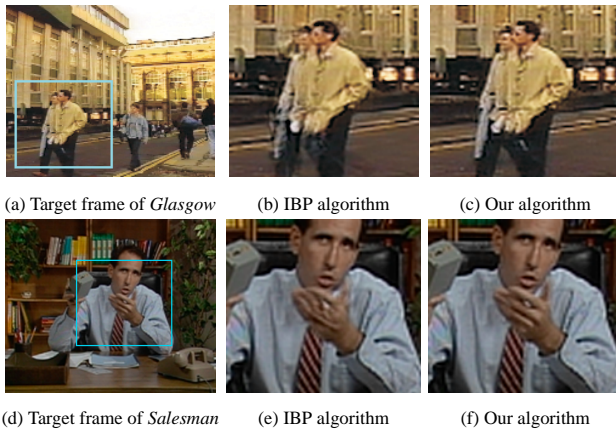 (a) Target frame of Glasgow
(b) IBP algorithm
(c) Our algorithm
(d) Target frame of Salesman
(e) IBP algorithm
(f) Our algorithm